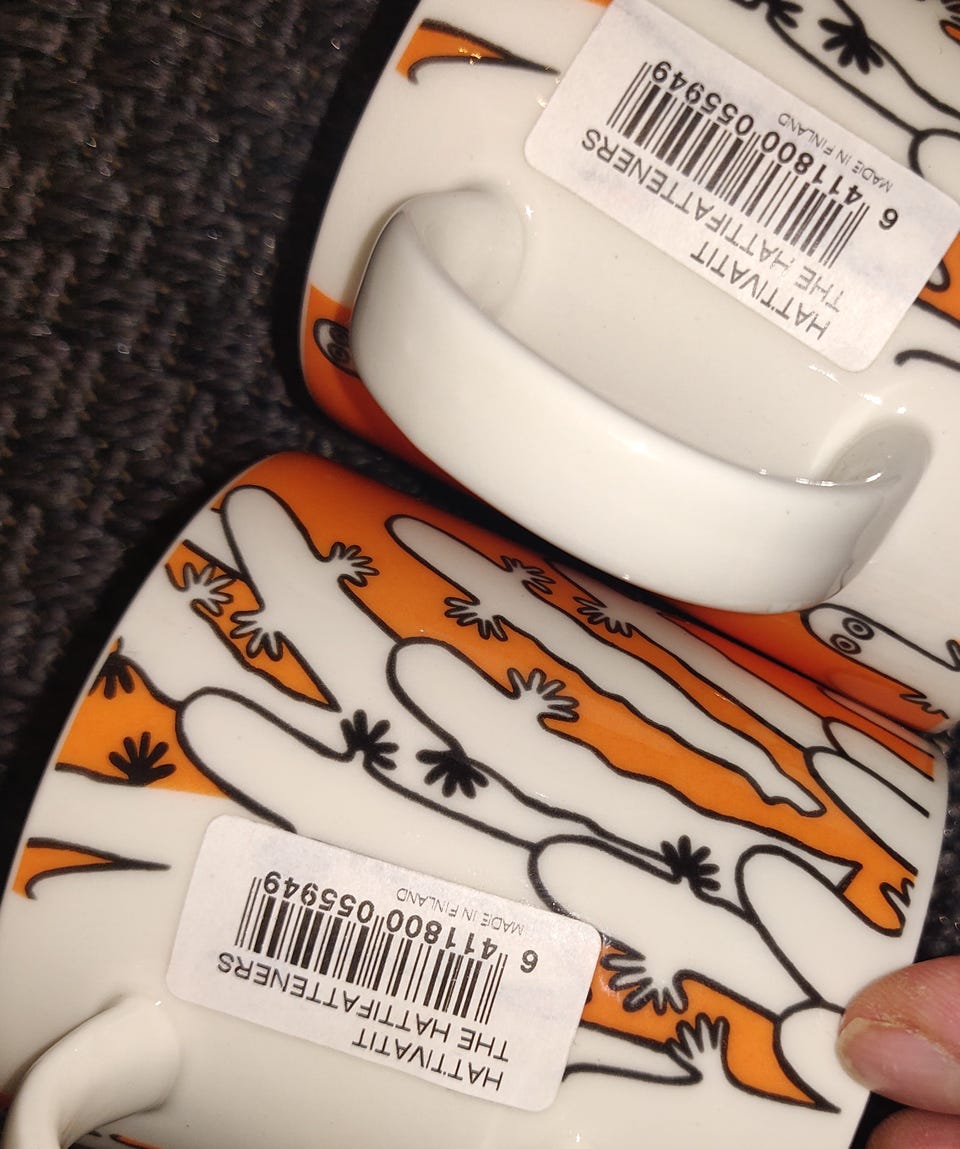 HATTIVATIT
THE HATTIFATTENERS
6 411800 055949
MADE IN FINLAND
HATTIVATIT
THE HATTIFATTENERS
6 411800 055949
MADE IN FINLAND